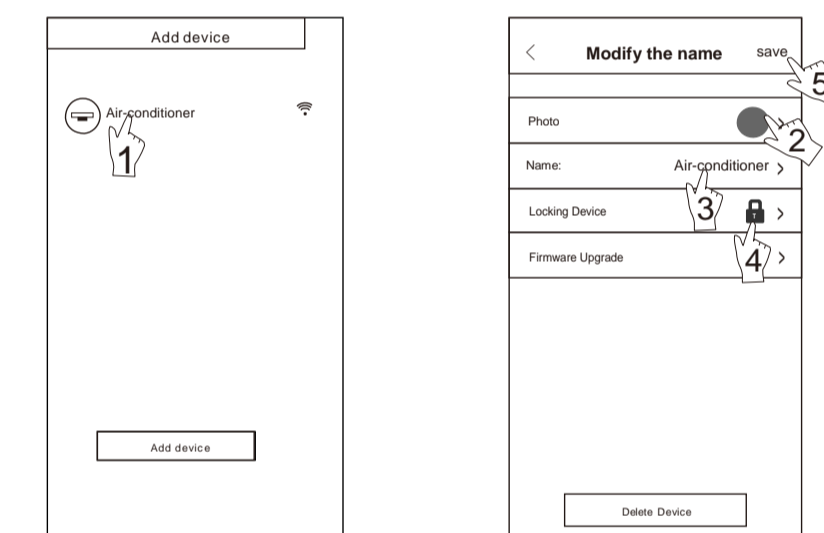 Add device
Air-conditioner
1
Add device
Modify the name save
5
Photo
2
Name: Air-conditioner
3
Locking Device
4
Firmware Upgrade
Delete Device